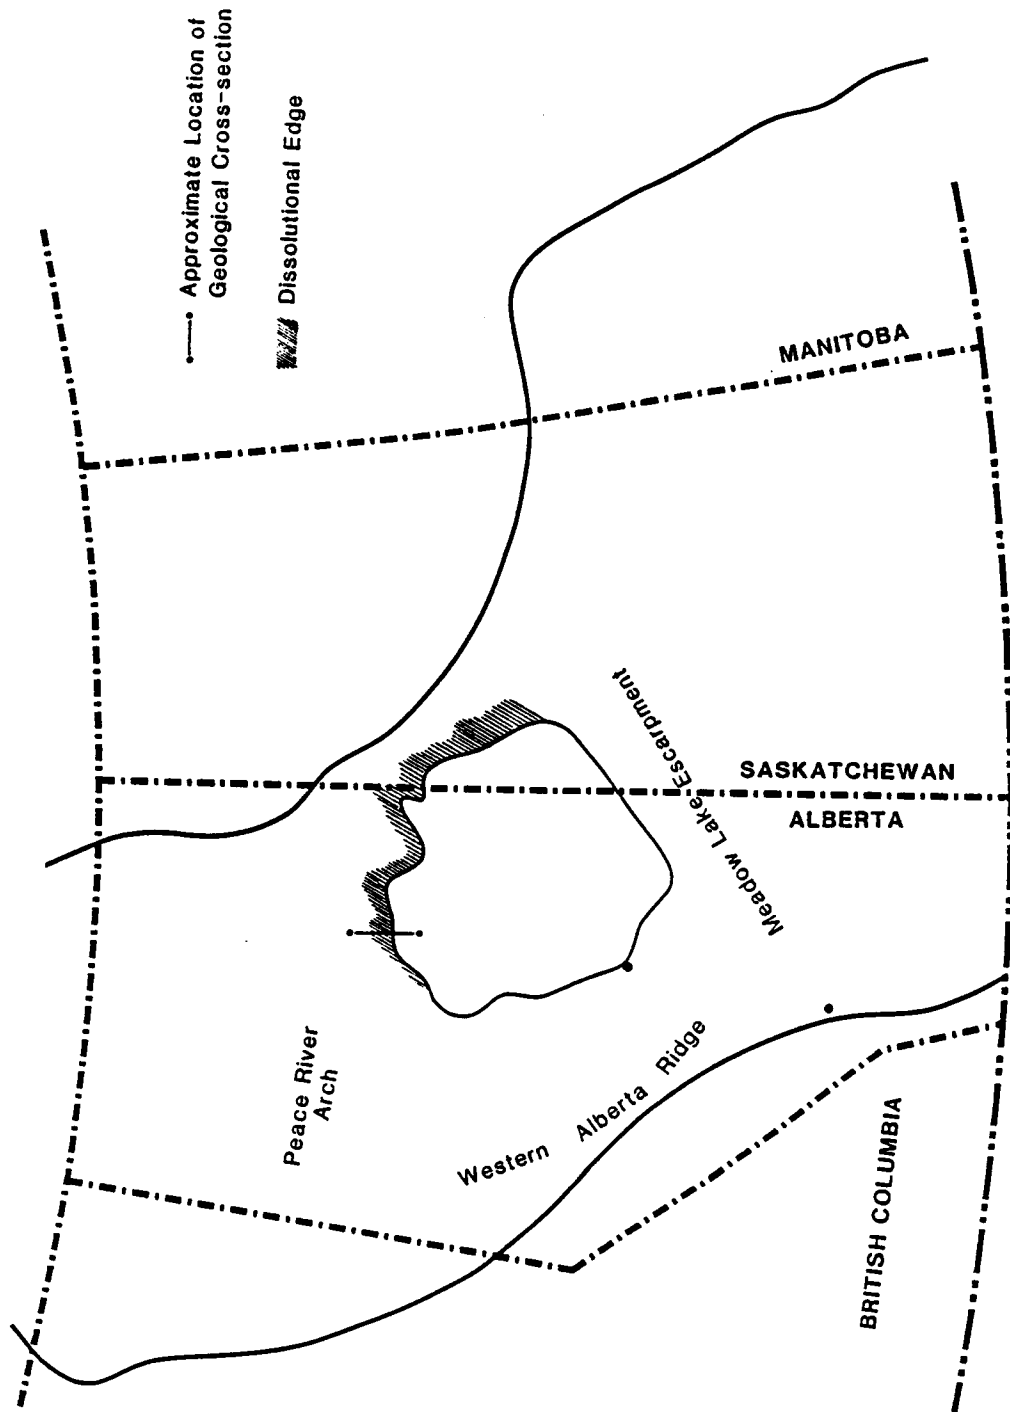 Approximate Location of
Geological Cross-section
Dissolutional Edge
MANITOBA
SASKATCHEWAN
ALBERTA
Meadow Lake Escarpment
Peace River
Arch
Western Alberta Ridge
BRITISH COLUMBIA